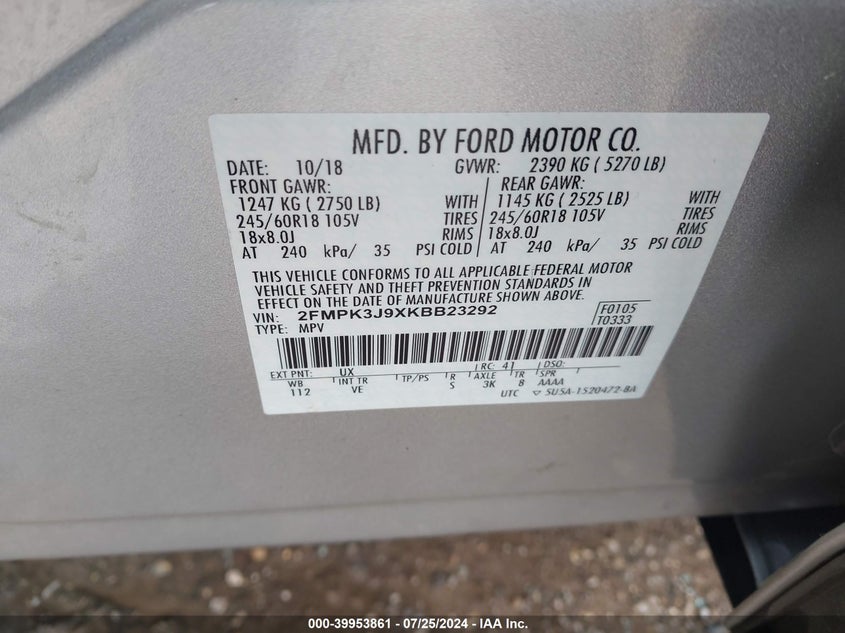 MFD. BY FORD MOTOR CO.
DATE: 10/18 GVWR: 2390 KG ( 5270 LB)
FRONT GAWR: REAR GAWR:
1247 KG ( 2750 LB) WITH 1145 KG ( 2525 LB) WITH
245/60R18 105V TIRES 245/60R18 105V TIRES
18x8.0J RIMS 18x8.0J RIMS
AT 240 kPa/ 35 PSI COLD AT 240 kPa/ 35 PSI COLD
THIS VEHICLE CONFORMS TO ALL APPLICABLE FEDERAL MOTOR
VEHICLE SAFETY AND THEFT PREVENTION STANDARDS IN
EFFECT ON THE DATE OF MANUFACTURE SHOWN ABOVE.
VIN: 2FMPK3J9XKBB23292 F0105
TYPE: MPV T0333
EXT PNT: UX RC: 41 DSO:
WB INT TR TP/PS R AXLE TR SPR
112 VE S 3K 8 AAAA
UTC ▽ 5U5A-1520472-BA
000-39953861 - 07/25/2024 - IAA Inc.